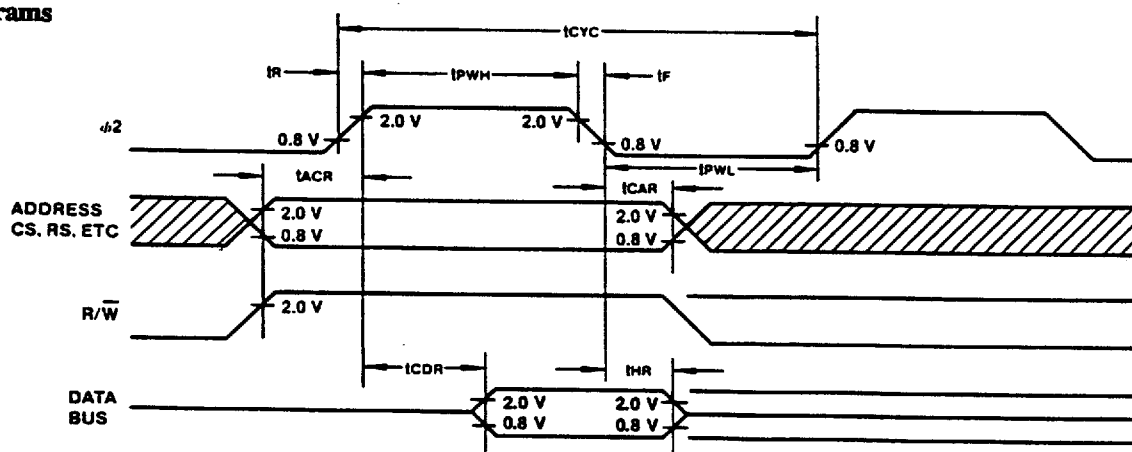 rams
tCYC
tR tPWH tF
ϕ2 0.8 V 2.0 V 2.0 V 0.8 V 0.8 V
tPWL
tACR tCAR
ADDRESS
CS, RS, ETC
2.0 V 2.0 V
0.8 V 0.8 V
R/W̅ 2.0 V
tCDR tHR
DATA
BUS
2.0 V 2.0 V
0.8 V 0.8 V